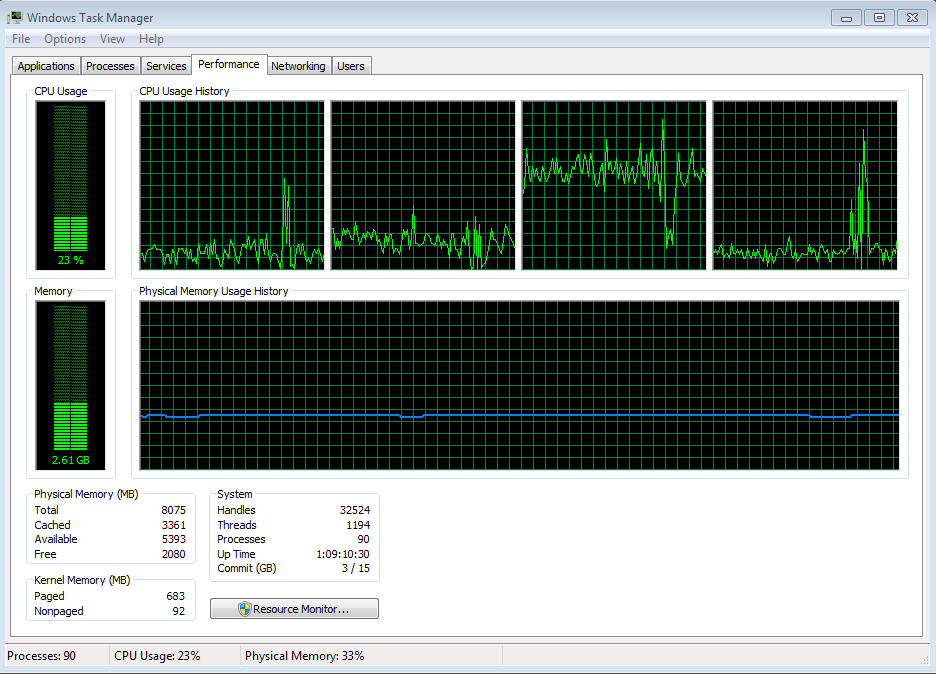 Windows Task Manager
File Options View Help
Applications Processes Services Performance Networking Users
CPU Usage CPU Usage History
23 %
Memory Physical Memory Usage History
2.61 GB
Physical Memory (MB)
Total 8075
Cached 3361
Available 5393
Free 2080
Kernel Memory (MB)
Paged 683
Nonpaged 92
System
Handles 32524
Threads 1194
Processes 90
Up Time 1:09:10:30
Commit (GB) 3 / 15
Resource Monitor...
Processes: 90 CPU Usage: 23% Physical Memory: 33%